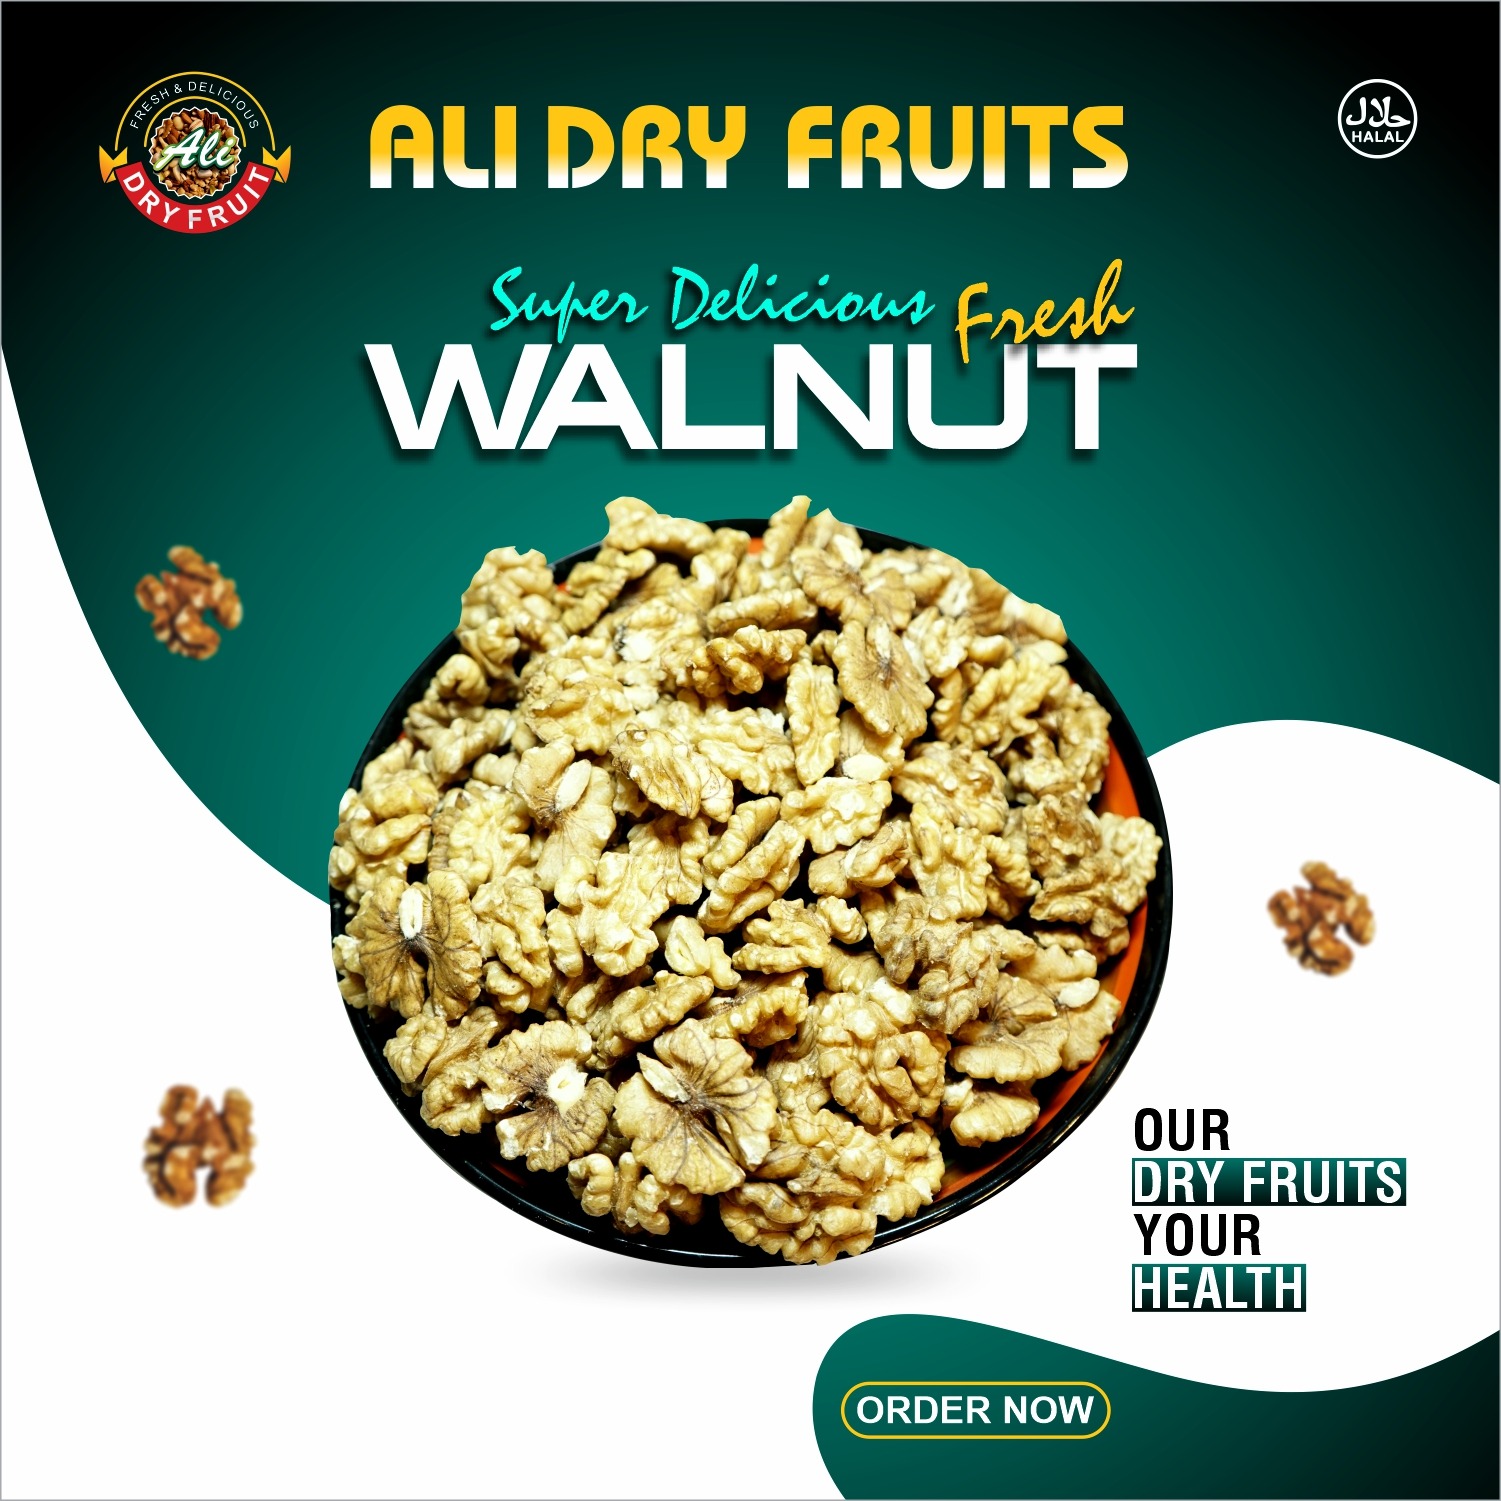 FRESH & DELICIOUS
Ali
DRY FRUIT
ALI DRY FRUITS
حلال
HALAL
Super Delicious Fresh
WALNUT
OUR
DRY FRUITS
YOUR
HEALTH
ORDER NOW